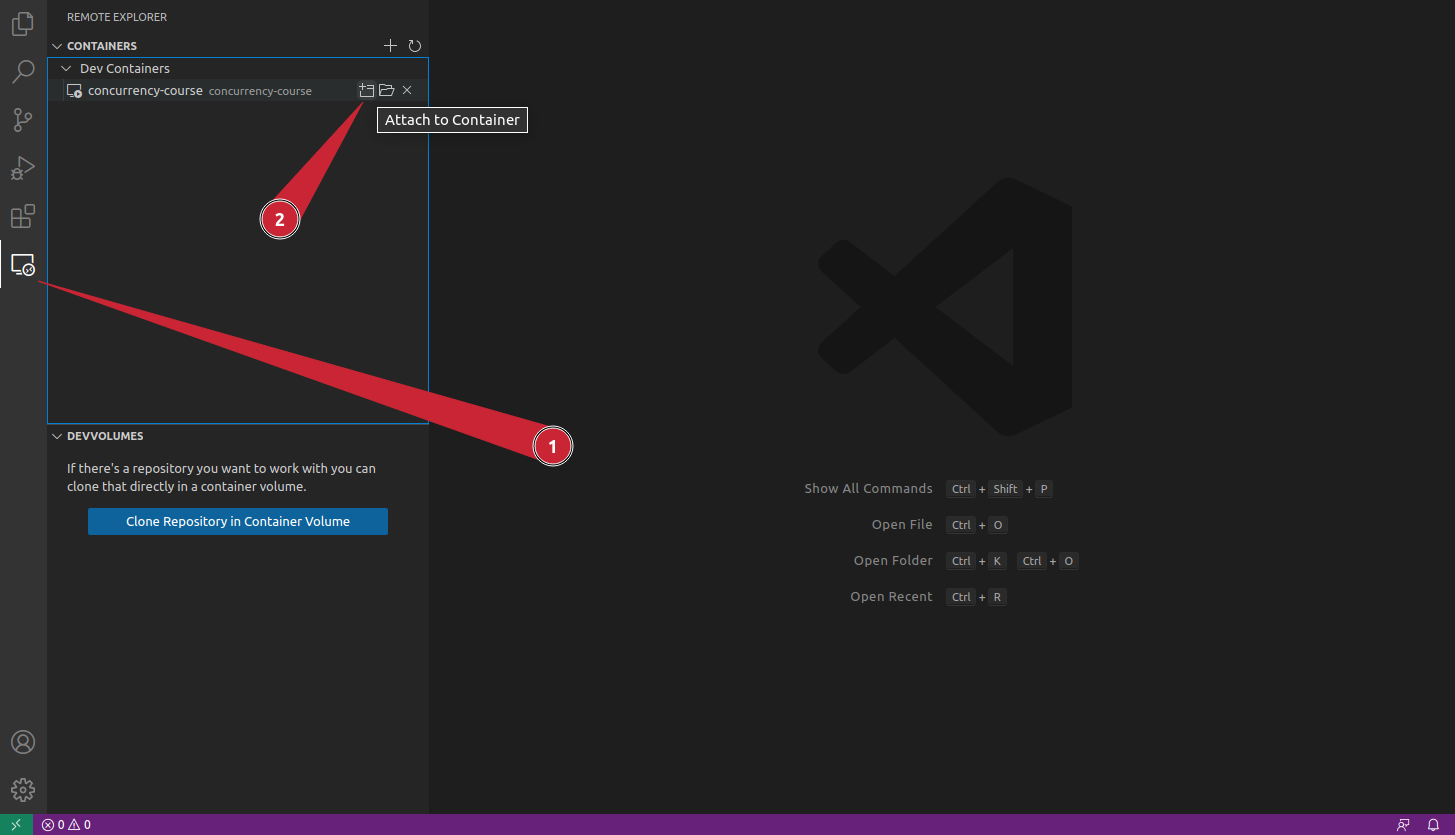 REMOTE EXPLORER
CONTAINERS
Dev Containers
concurrency-course concurrency-course
Attach to Container
2
1
DEVVOLUMES
If there's a repository you want to work with you can
clone that directly in a container volume.
Clone Repository in Container Volume
Show All Commands Ctrl + Shift + P
Open File Ctrl + O
Open Folder Ctrl + K Ctrl + O
Open Recent Ctrl + R
0 0